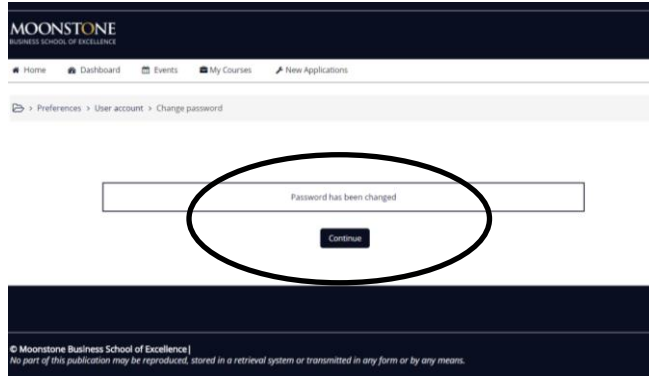 MOONSTONE
BUSINESS SCHOOL OF EXCELLENCE
Home Dashboard Events My Courses New Applications
> Preferences > User account > Change password
Password has been changed
Continue
© Moonstone Business School of Excellence|
No part of this publication may be reproduced, stored in a retrieval system or transmitted in any form or by any means.